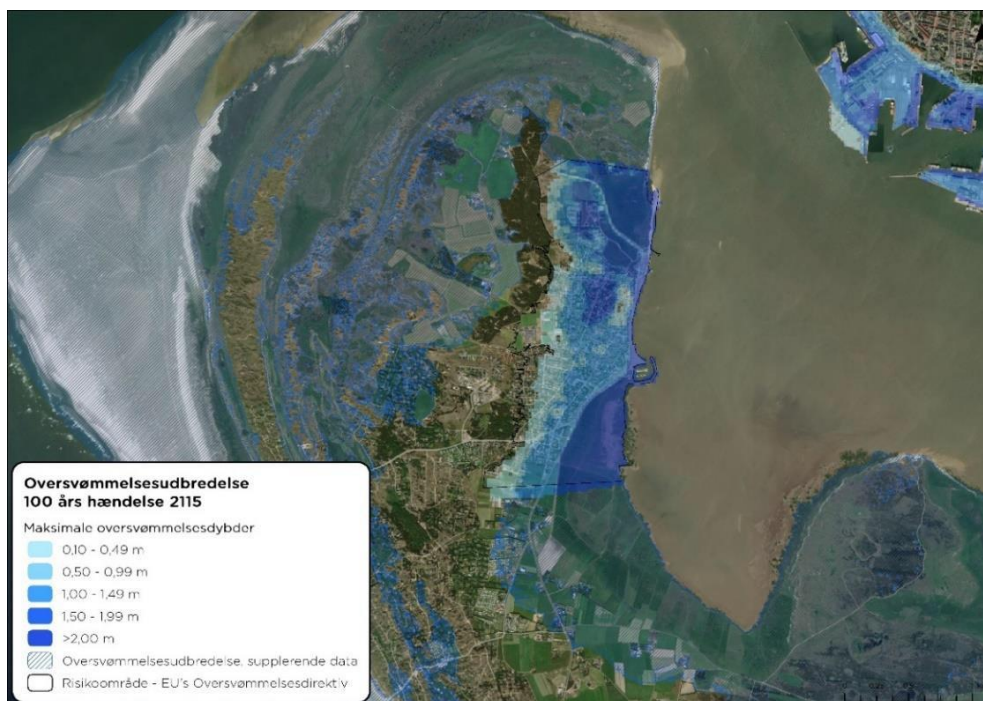 Oversvømmelsesudbredelse
100 års hændelse 2115
Maksimale oversvømmelsesdybder
0,10 - 0,49 m
0,50 - 0,99 m
1,00 - 1,49 m
1,50 - 1,99 m
>2,00 m
Oversvømmelsesudbredelse, supplerende data
Risikoområde - EU's Oversvømmelsesdirektiv